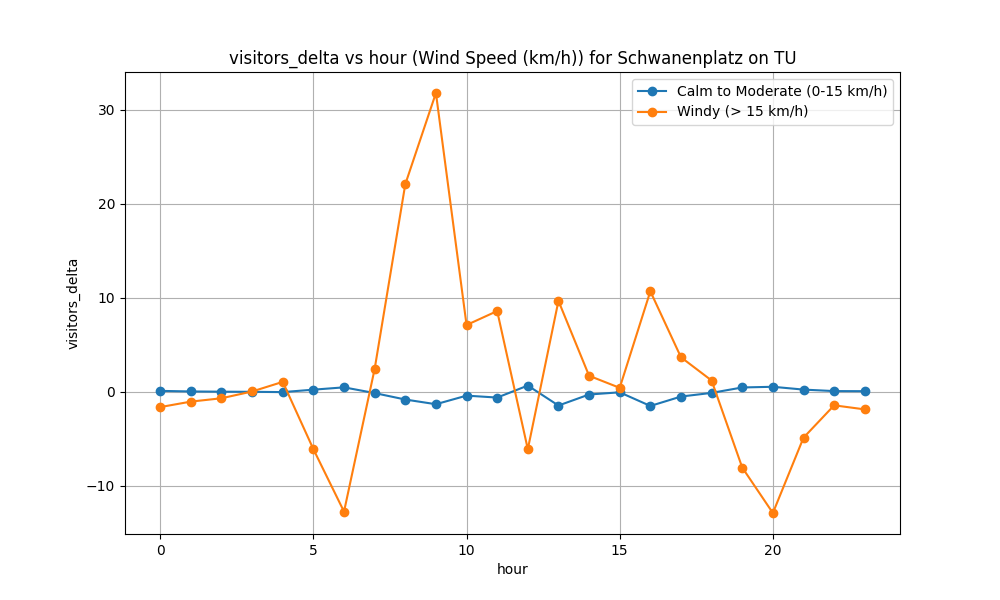 visitors_delta vs hour (Wind Speed (km/h)) for Schwanenplatz on TU
Calm to Moderate (0-15 km/h)
Windy (> 15 km/h)
visitors_delta
30
20
10
0
−10
0 5 10 15 20
hour